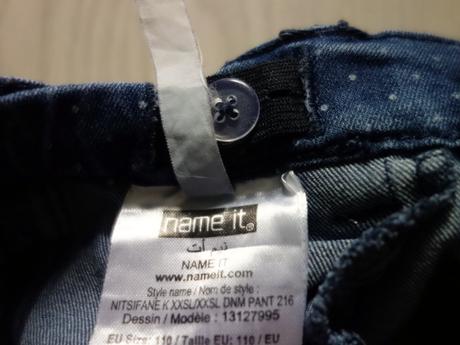 name it®
نيم إت
NAME IT
www.nameit.com
Style name / Nom de style :
NITSIFANE K XXSL/XXSL DNM PANT 216
Dessin / Modèle : 13127995
EU Size: 110 / Taille EU: 110 / EU